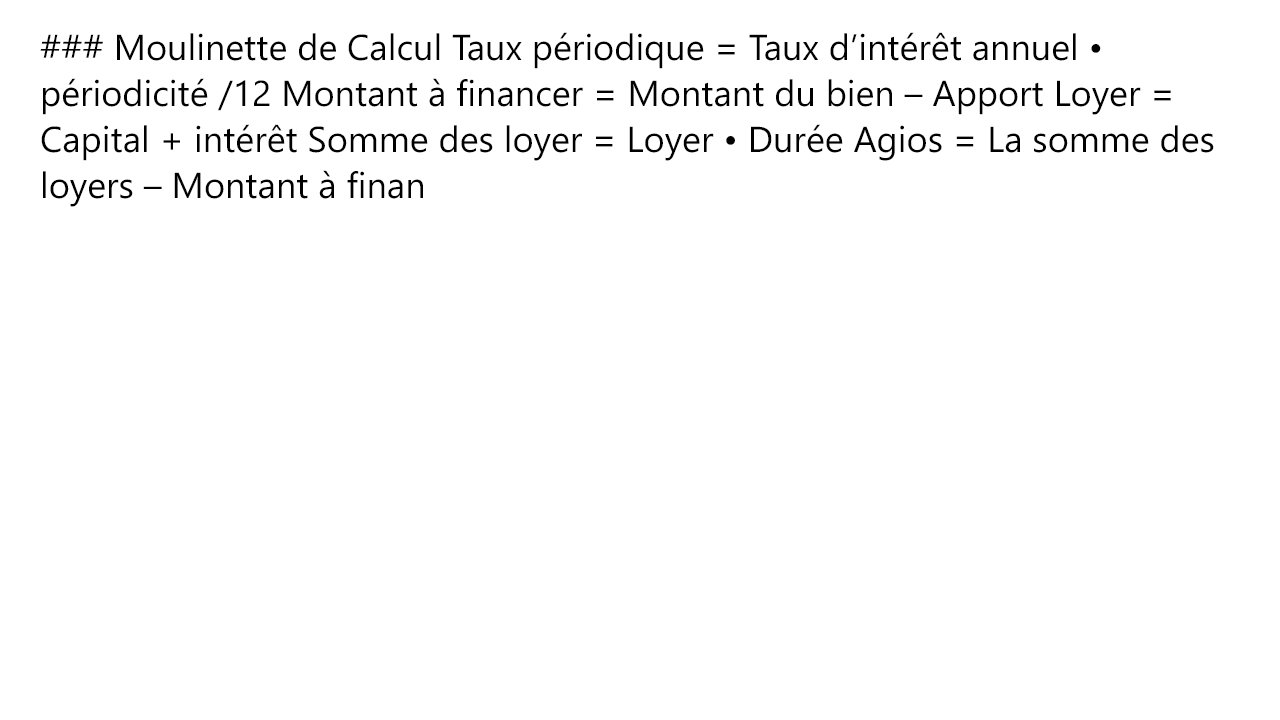 ### Moulinette de Calcul Taux périodique = Taux d’intérêt annuel •
périodicité /12 Montant à financer = Montant du bien – Apport Loyer =
Capital + intérêt Somme des loyer = Loyer • Durée Agios = La somme des
loyers – Montant à finan